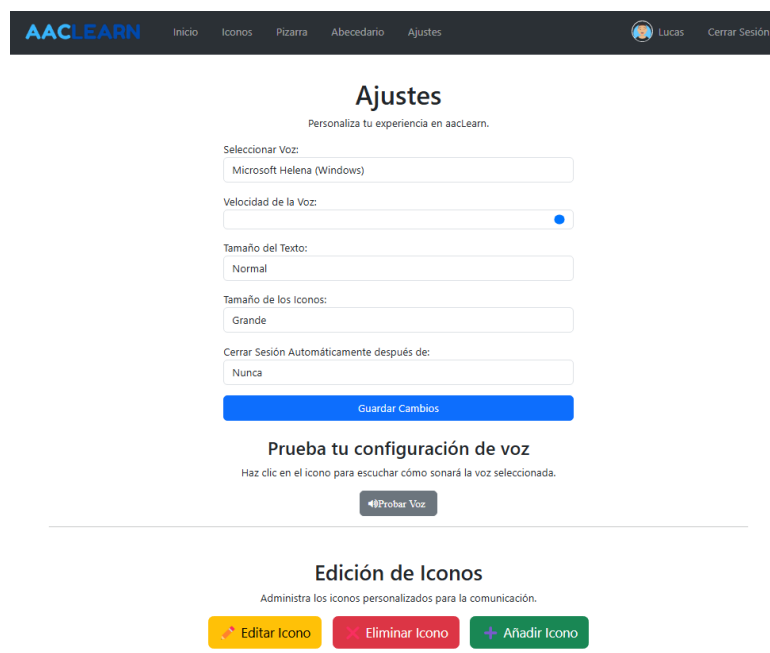 AACLEARN Inicio Iconos Pizarra Abecedario Ajustes Lucas Cerrar Sesión
Ajustes
Personaliza tu experiencia en aacLearn.
Seleccionar Voz:
Microsoft Helena (Windows)
Velocidad de la Voz:
Tamaño del Texto:
Normal
Tamaño de los Iconos:
Grande
Cerrar Sesión Automáticamente después de:
Nunca
Guardar Cambios
Prueba tu configuración de voz
Haz clic en el icono para escuchar cómo sonará la voz seleccionada.
Probar Voz
Edición de Iconos
Administra los iconos personalizados para la comunicación.
Editar Icono Eliminar Icono Añadir Icono